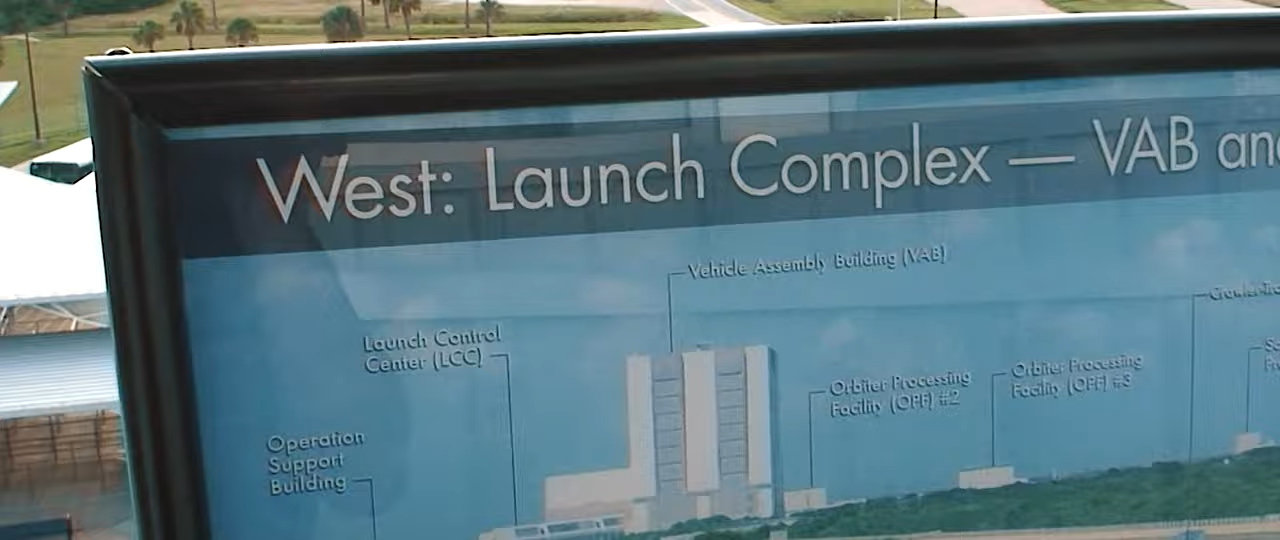 West: Launch Complex — VAB and
Vehicle Assembly Building (VAB)
Launch Control
Center (LCC)
Orbiter Processing
Facility (OPF) #2
Orbiter Processing
Facility (OPF) #3
Operation
Support
Building